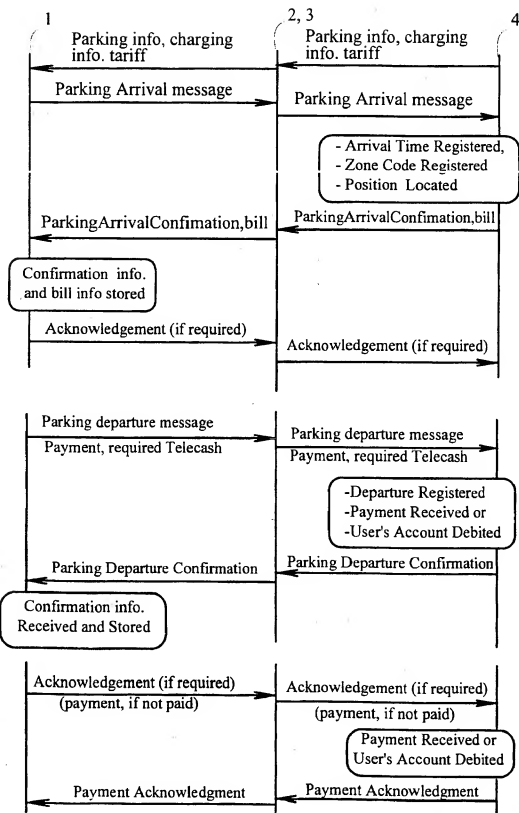 1
2, 3
4
Parking info, charging
info. tariff
Parking info, charging
info. tariff
Parking Arrival message
Parking Arrival message
- Arrival Time Registered,
- Zone Code Registered
- Position Located
ParkingArrivalConfimation,bill
ParkingArrivalConfimation,bill
Confirmation info.
and bill info stored
Acknowledgement (if required)
Acknowledgement (if required)
Parking departure message
Payment, required Telecash
Parking departure message
Payment, required Telecash
-Departure Registered
-Payment Received or
-User's Account Debited
Parking Departure Confirmation
Parking Departure Confirmation
Confirmation info.
Received and Stored
Acknowledgement (if required)
(payment, if not paid)
Acknowledgement (if required)
(payment, if not paid)
Payment Received or
User's Account Debited
Payment Acknowledgment
Payment Acknowledgment